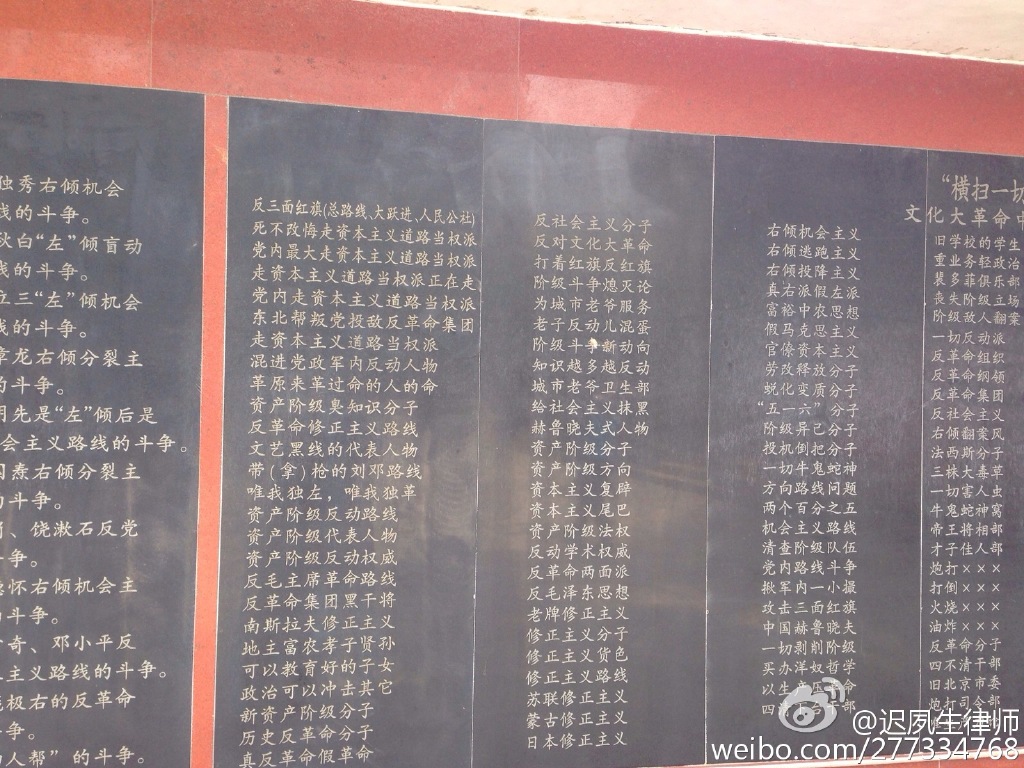 独秀右倾机会
线的斗争。
秋白“左”倾盲动
线的斗争。
立三“左”倾机会
线的斗争。
章龙右倾分裂主
的斗争。
明先是“左”倾后是
会主义路线的斗争。
国焘右倾分裂主
的斗争。
、饶漱石反党
争。
德怀右倾机会主
的斗争。
少奇、邓小平反
主义路线的斗争。
极右的反革命
争。
人帮”的斗争。
反三面红旗(总路线、大跃进、人民公社)
死不改悔走资本主义道路当权派
党内最大走资本主义道路当权派
走资本主义道路当权派正在走
党内走资本主义道路当权派
东北帮叛党投敌反革命集团
走资本主义道路当权派
混进党政军内反动人物
革原来革过命的人的命
资产阶级臭知识分子
反革命修正主义路线
文艺黑线的代表人物
带(拿)枪的刘邓路线
唯我独左，唯我独革
资产阶级反动路线
资产阶级代表人物
资产阶级反动权威
反毛主席革命路线
反革命集团黑干将
南斯拉夫修正主义
地主富农孝子贤孙
可以教育好的子女
政治可以冲击其它
新资产阶级分子
历史反革命分子
真反革命假革命
反社会主义分子
反对文化大革命
打着红旗反红旗
阶级斗争熄灭论
为城市老爷服务
老子反动儿混蛋
阶级斗争新动向
知识越多越反动
城市老爷卫生部
给社会主义抹黑
赫鲁晓夫式人物
资产阶级分子
资产阶级方向
资本主义复辟
资本主义尾巴
资产阶级法权
反动学术权威
反革命两面派
反毛泽东思想
老牌修正主义
修正主义分子
修正主义货色
修正主义路线
苏联修正主义
蒙古修正主义
日本修正主义
右倾机会主义
右倾逃跑主义
右倾投降主义
真右派假左派
富裕中农思想
假马克思主义
官僚资本主义
劳改释放分子
蜕化变质分子
“五一六”分子
阶级异己分子
投机倒把分子
一切牛鬼蛇神
方向路线问题
两个百分之五
机会主义路线
清查阶级队伍
党内路线斗争
揪军内一小撮
攻击三面红旗
中国赫鲁晓夫
一切剥削阶级
买办洋奴哲学
以生产压革命
“横扫一切
文化大革命中
旧学校的学生
重业务轻政治
裴多菲俱乐部
丧失阶级立场
阶级敌人翻案
一切反动派
反革命组织
反革命纲领
反革命集团
反社会主义
右倾翻案风
法西斯分子
三株大毒草
一切害人虫
牛鬼蛇神窝
帝王将相部
才子佳人部
炮打×××
打倒×××
火烧×××
油炸×××
反革命分子
四不清干部
旧北京市委
炮打司令部
@迟夙生律师
weibo.com/277334768